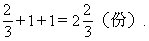 2/3 + 1 + 1 = 2 2/3 （份）.